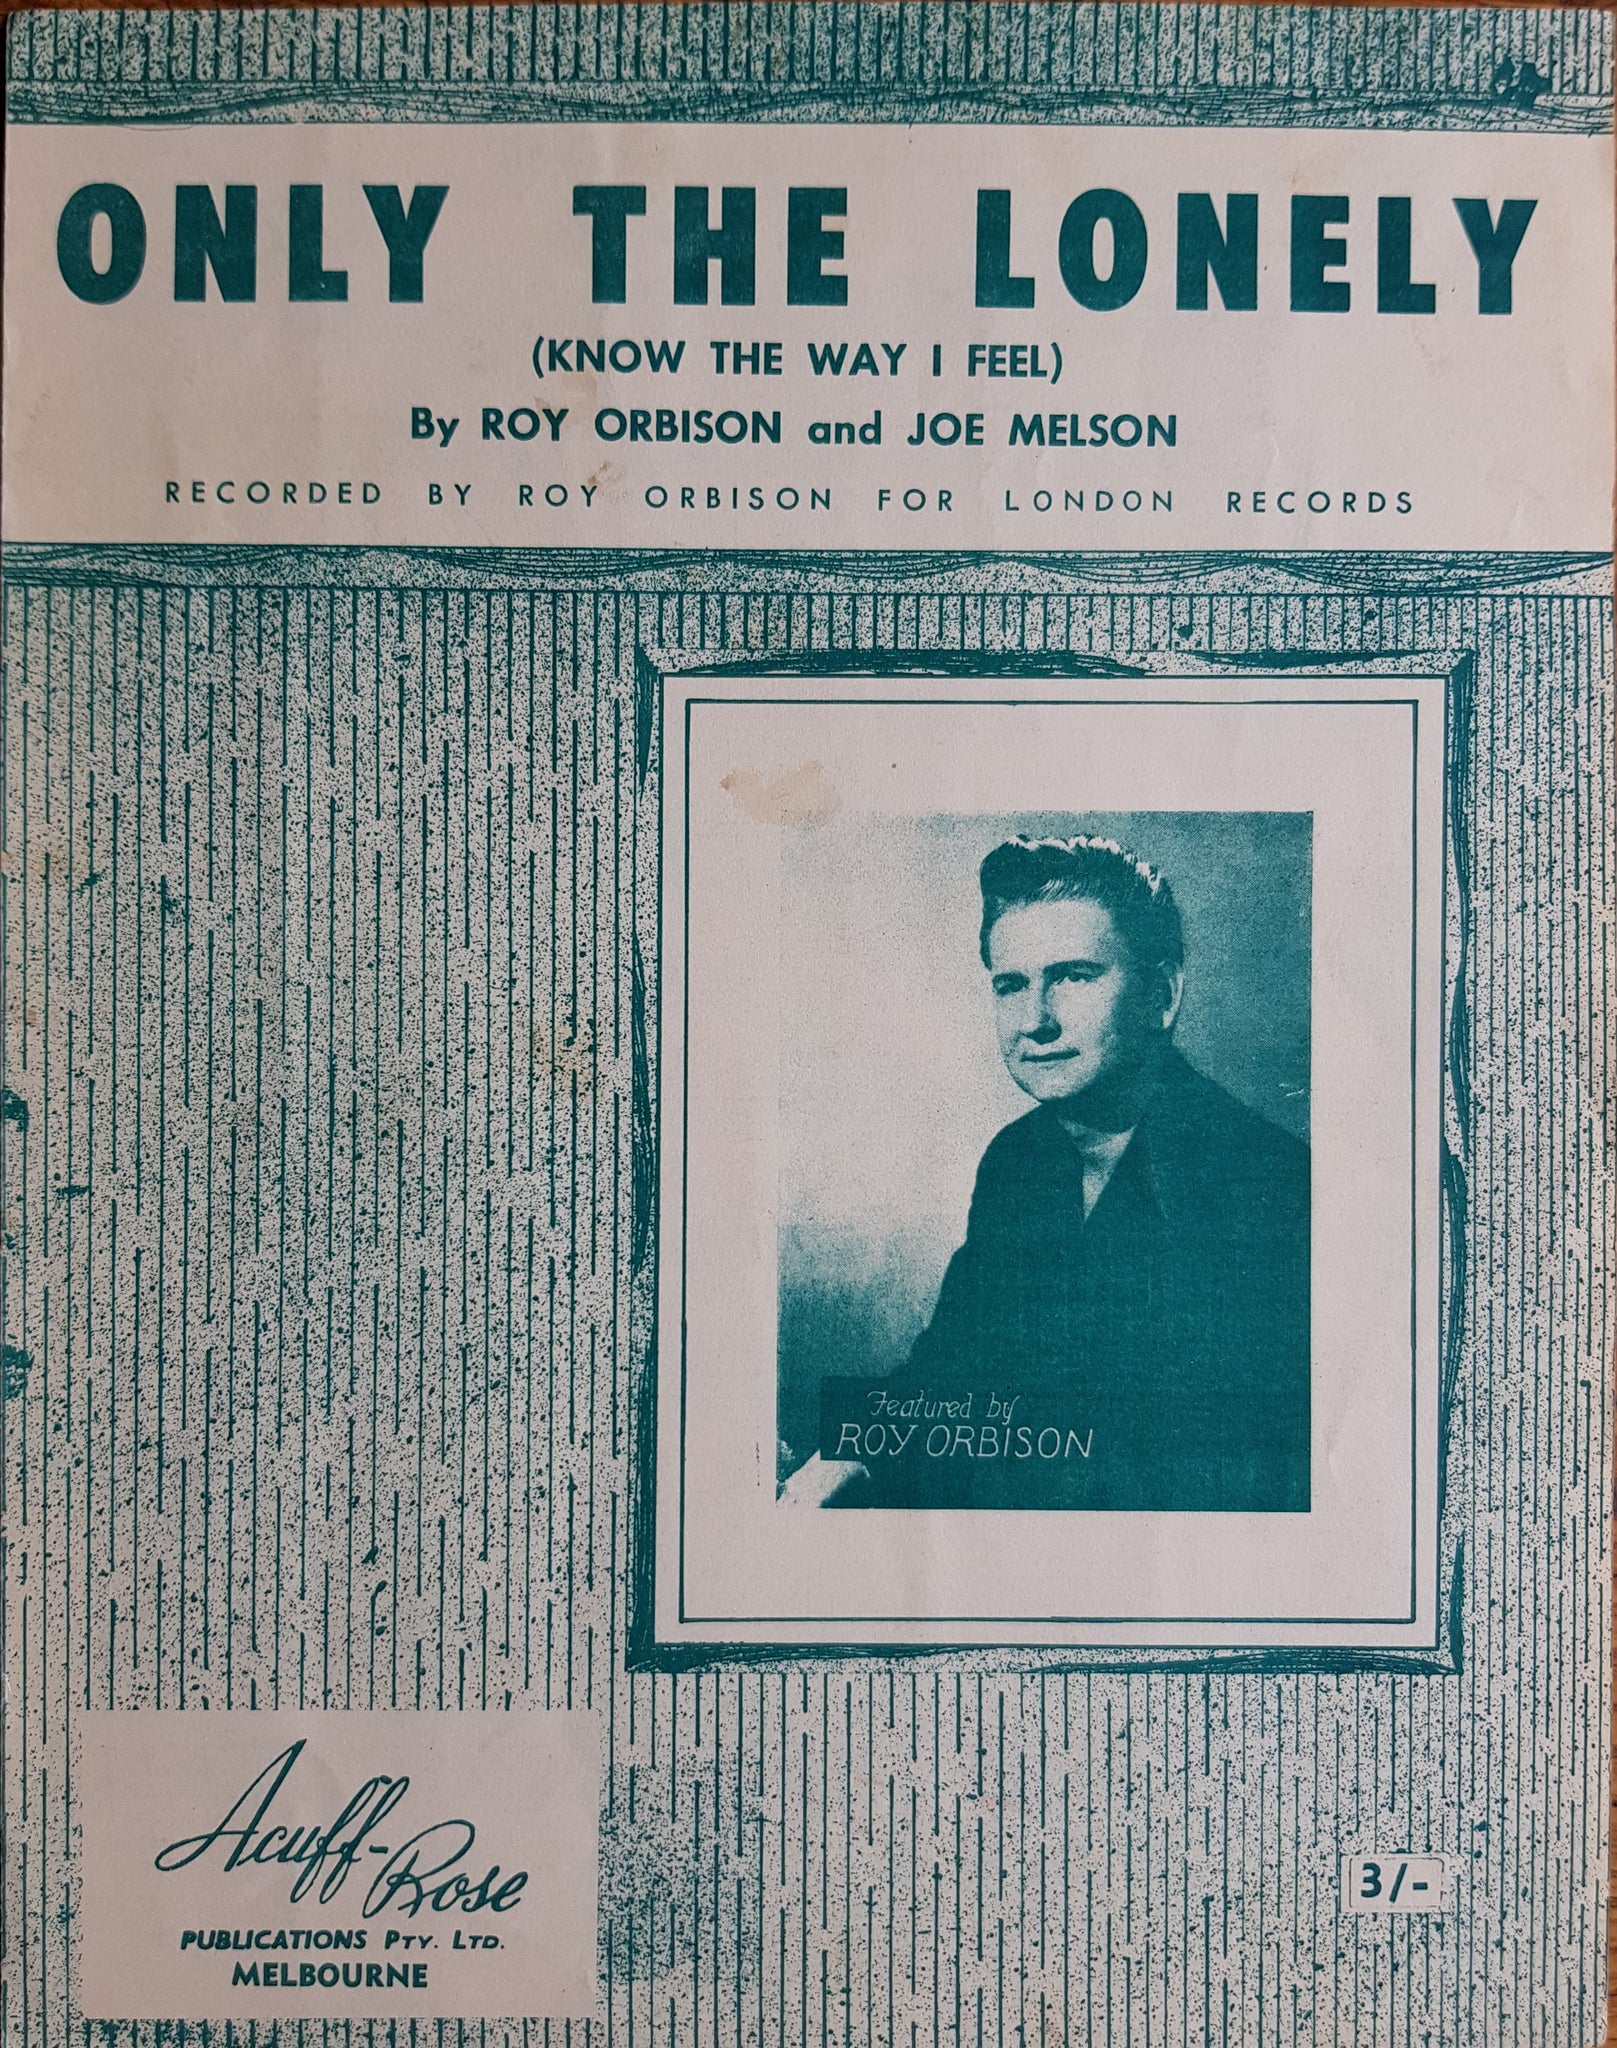 ONLY THE LONELY
(KNOW THE WAY I FEEL)
By ROY ORBISON and JOE MELSON
RECORDED BY ROY ORBISON FOR LONDON RECORDS
Featured by
ROY ORBISON
Acuff-
Rose
PUBLICATIONS PTY. LTD.
MELBOURNE
3/-